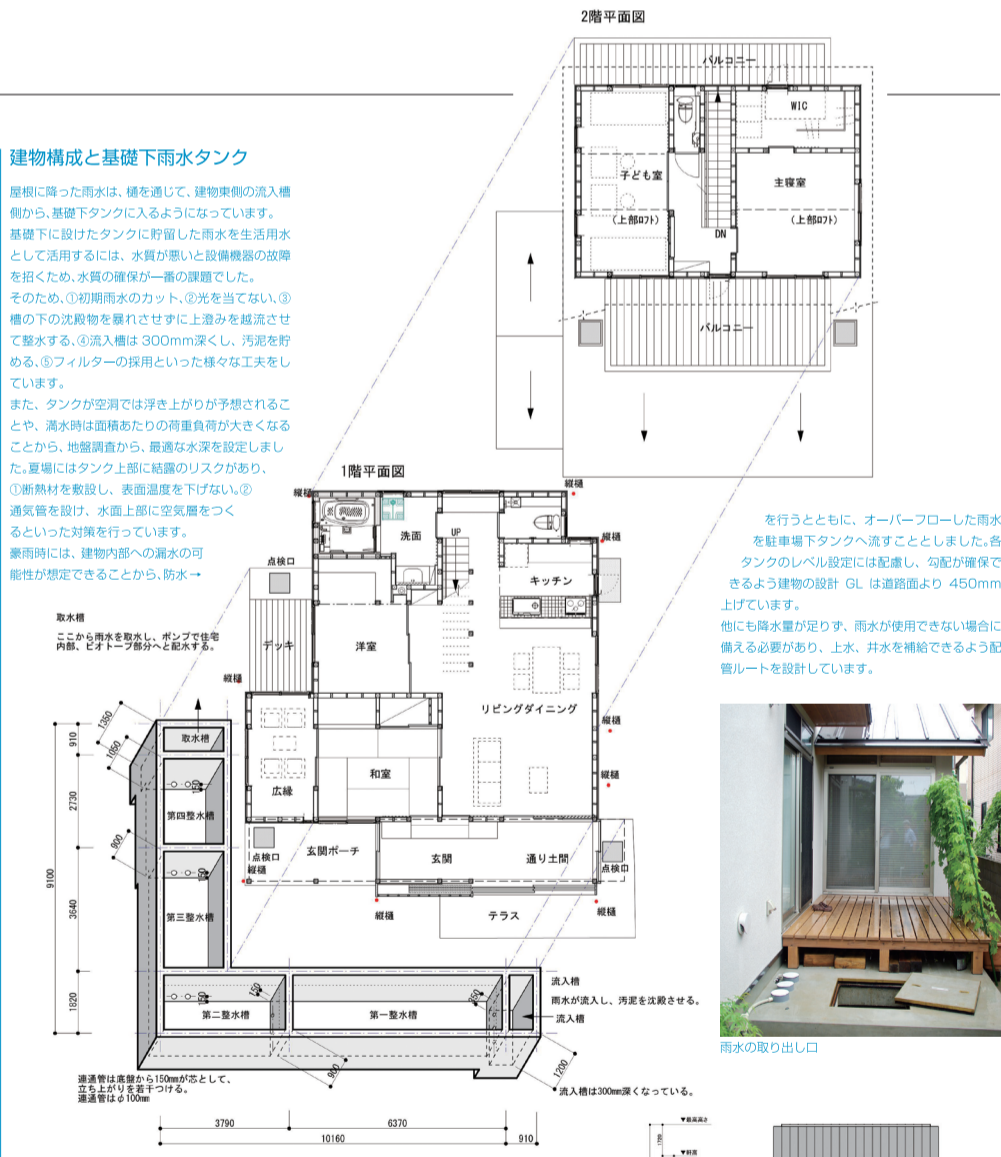 2階平面図
バルコニー
WIC
子ども室
主寝室
(上部ロフト)
(上部ロフト)
DN
バルコニー
建物構成と基礎下雨水タンク
屋根に降った雨水は、樋を通じて、建物東側の流入槽
側から、基礎下タンクに入るようになっています。
基礎下に設けたタンクに貯留した雨水を生活用水
として活用するには、水質が悪いと設備機器の故障
を招くため、水質の確保が一番の課題でした。
そのため、①初期雨水のカット、②光を当てない、③
槽の下の沈殿物を暴れさせずに上澄みを越流させ
て整水する、④流入槽は 300mm深くし、汚泥を貯
める、⑤フィルターの採用といった様々な工夫をし
ています。
また、タンクが空洞では浮き上がりが予想されるこ
とや、満水時は面積あたりの荷重負荷が大きくなる
ことから、地盤調査から、最適な水深を設定しまし
た。夏場にはタンク上部に結露のリスクがあり、
①断熱材を敷設し、表面温度を下げない。②
通気管を設け、水面上部に空気層をつく
るといった対策を行っています。
豪雨時には、建物内部への漏水の可
能性が想定できることから、防水→
を行うとともに、オーバーフローした雨水
を駐車場下タンクへ流すこととしました。各
タンクのレベル設定には配慮し、勾配が確保で
きるよう建物の設計 GL は道路面より 450mm
上げています。
他にも降水量が足りず、雨水が使用できない場合に
備える必要があり、上水、井水を補給できるよう配
管ルートを設計しています。
1階平面図
縦樋
縦樋
洗面
UP
縦樋
キッチン
点検口
デッキ
洋室
縦樋
リビングダイニング
縦樋
和室
縦樋
広縁
点検口
縦樋
玄関ポーチ
玄関
通り土間
点検口
縦樋
テラス
縦樋
取水槽
ここから雨水を取水し、ポンプで住宅
内部、ビオトープ部分へと配水する。
1350
1050
910
取水槽
150
2730
第四整水槽
900
9100
150
3640
第三整水槽
1820
150
150
第二整水槽
第一整水槽
350
流入槽
雨水が流入し、汚泥を沈殿させる。
流入槽
900
1200
流入槽は300mm深くなっている。
連通管は底盤から150mmが芯として、
立ち上がりを若干つける。
連通管はφ100mm
3790
6370
10160
910
雨水の取り出し口
▼最高高さ
1700
▼軒高